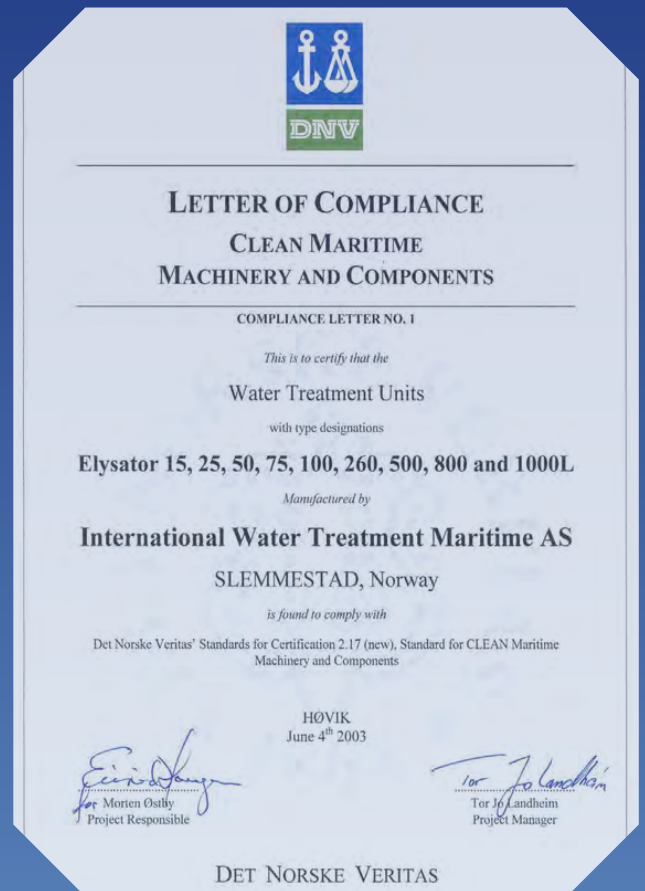 DNV
LETTER OF COMPLIANCE
CLEAN MARITIME
MACHINERY AND COMPONENTS
COMPLIANCE LETTER NO. 1
This is to certify that the
Water Treatment Units
with type designations
Elysator 15, 25, 50, 75, 100, 260, 500, 800 and 1000L
Manufactured by
International Water Treatment Maritime AS
SLEMMESTAD, Norway
is found to comply with
Det Norske Veritas' Standards for Certification 2.17 (new), Standard for CLEAN Maritime
Machinery and Components
HØVIK
June 4th 2003
for Morten Østby
Project Responsible
Tor Jo Landheim
Tor Jo Landheim
Project Manager
DET NORSKE VERITAS